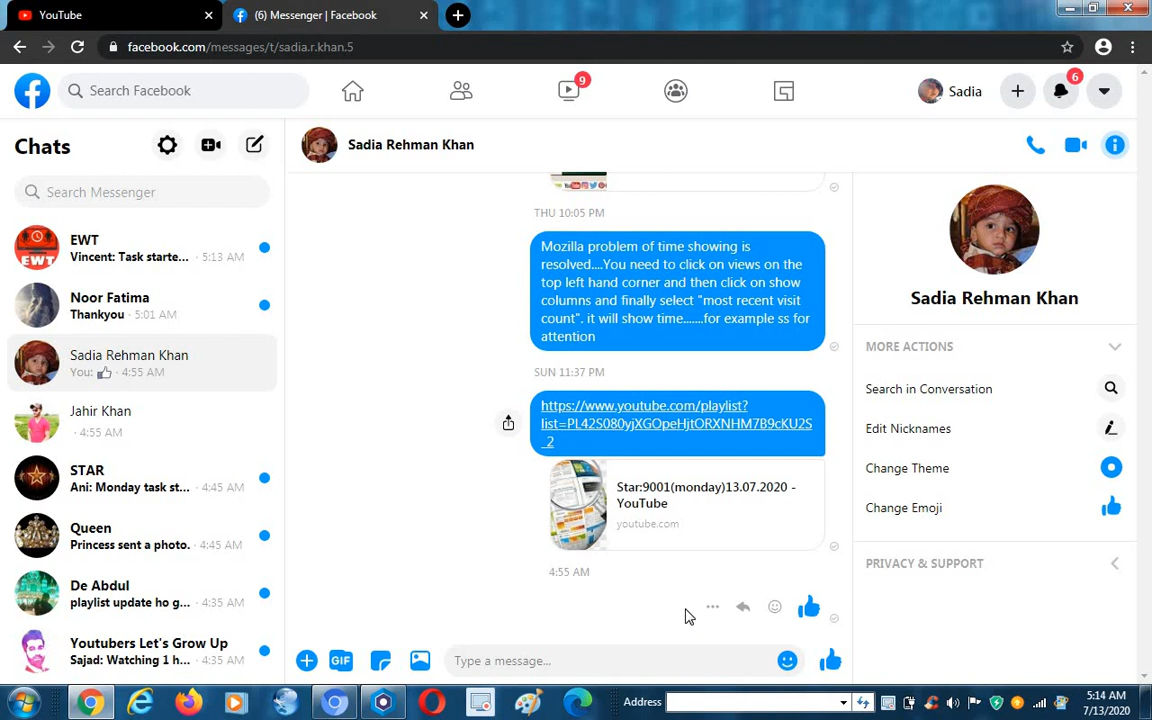 YouTube
(6) Messenger | Facebook
facebook.com/messages/t/sadia.r.khan.5
Search Facebook
9
Sadia
6
Chats
Search Messenger
EWT
Vincent: Task starte... · 5:13 AM
Noor Fatima
Thankyou · 5:01 AM
Sadia Rehman Khan
You: · 4:55 AM
Jahir Khan
· 4:55 AM
STAR
Ani: Monday task st... · 4:45 AM
Queen
Princess sent a photo. · 4:45 AM
De Abdul
playlist update ho g... · 4:35 AM
Youtubers Let's Grow Up
Sajad: Watching 1 h... · 4:35 AM
Sadia Rehman Khan
THU 10:05 PM
Mozilla problem of time showing is
resolved....You need to click on views on the
top left hand corner and then click on show
columns and finally select "most recent visit
count". it will show time.......for example ss for
attention
SUN 11:37 PM
https://www.youtube.com/playlist?
list=PL42S080yjXGOpeHjtORXNHM7B9cKU2S
_2
Star:9001(monday)13.07.2020 -
YouTube
youtube.com
4:55 AM
GIF
Type a message...
Sadia Rehman Khan
MORE ACTIONS
Search in Conversation
Edit Nicknames
Change Theme
Change Emoji
PRIVACY & SUPPORT
Address
5:14 AM
7/13/2020